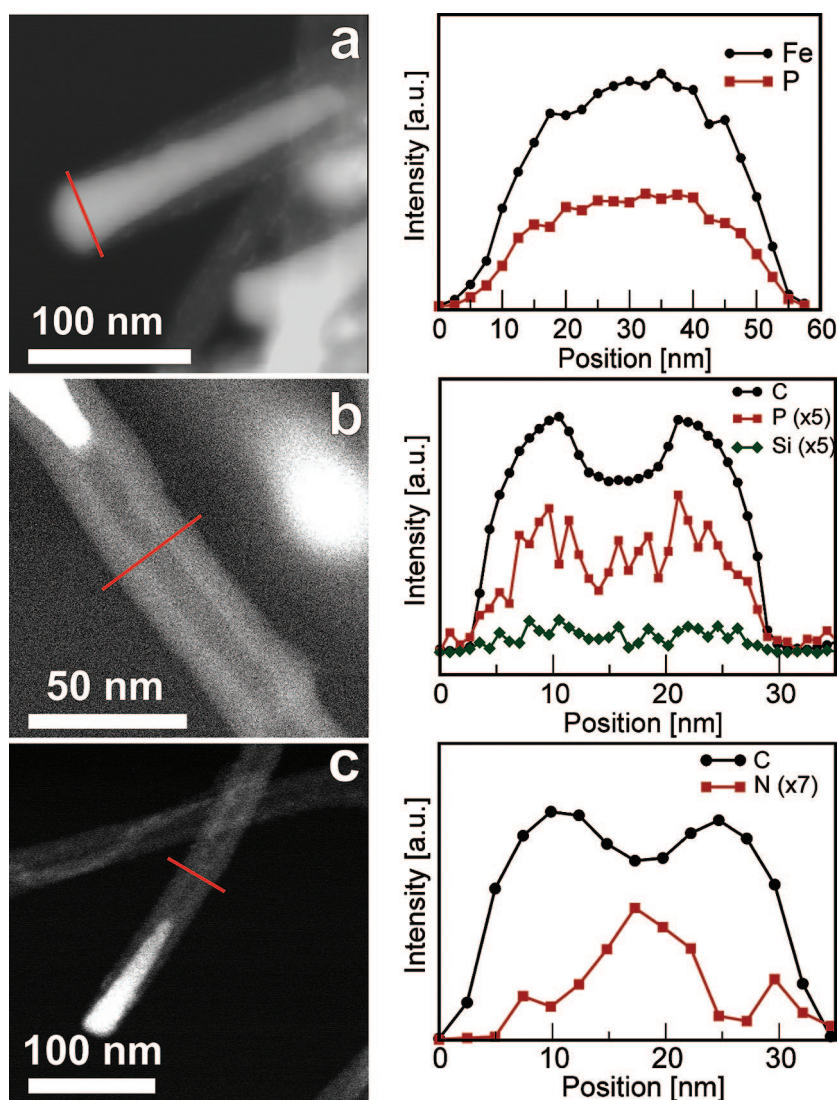 a
100 nm
Fe
P
Intensity [a.u.]
0 10 20 30 40 50 60
Position [nm]
b
50 nm
C
P (x5)
Si (x5)
Intensity [a.u.]
0 10 20 30
Position [nm]
c
100 nm
C
N (x7)
Intensity [a.u.]
0 10 20 30
Position [nm]